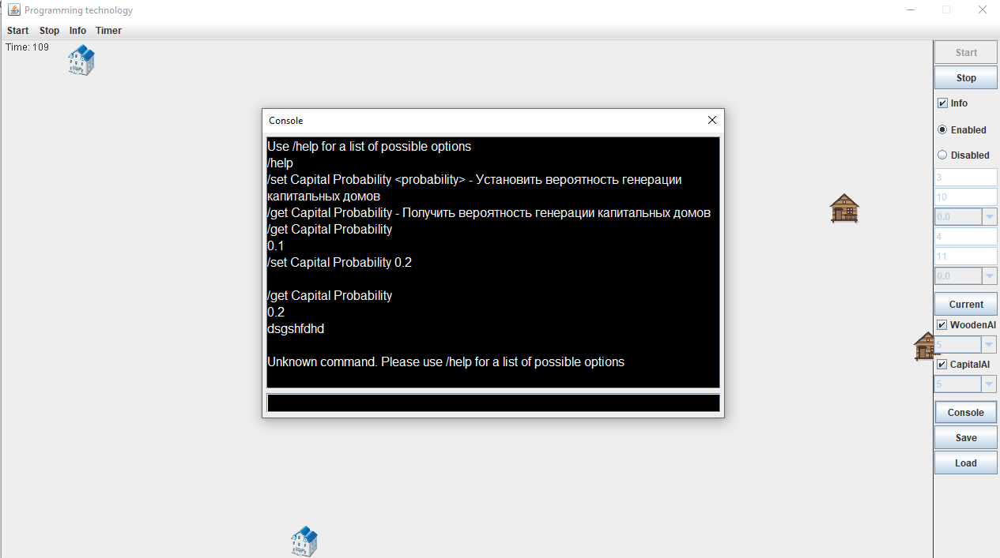 Programming technology
Start Stop Info Timer
Time: 109
Start
Stop
Info
Enabled
Disabled
3
10
0.0
4
11
0.0
Current
WoodenAI
5
CapitalAI
5
Console
Save
Load
Console
Use /help for a list of possible options
/help
/set Capital Probability <probability> - Установить вероятность генерации
капитальных домов
/get Capital Probability - Получить вероятность генерации капитальных домов
/get Capital Probability
0.1
/set Capital Probability 0.2
/get Capital Probability
0.2
dsgshfdhd
Unknown command. Please use /help for a list of possible options